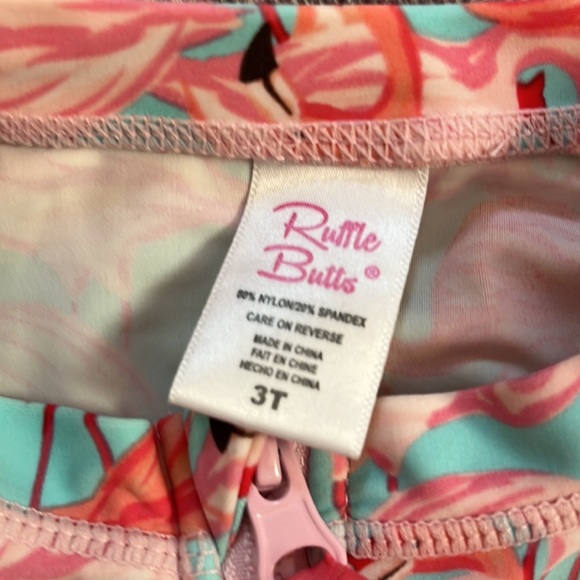 Ruffle
Butts®
80% NYLON/20% SPANDEX
CARE ON REVERSE
MADE IN CHINA
FAIT EN CHINE
HECHO EN CHINA
3T